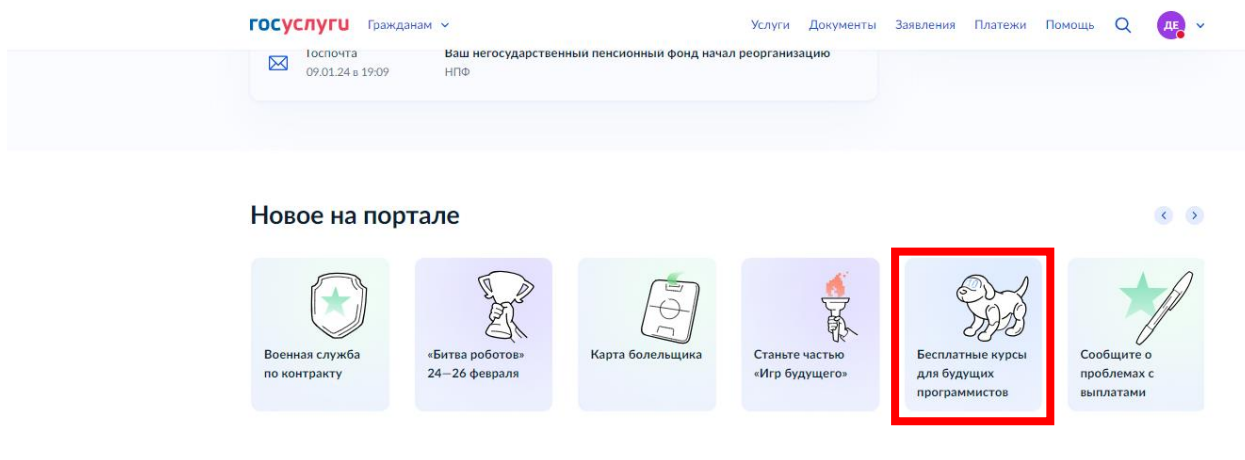 госуслуги Гражданам Услуги Документы Заявления Платежи Помощь ДЕ
Госпочта Ваш негосударственный пенсионный фонд начал реорганизацию
09.01.24 в 19:09 НПФ
Новое на портале
Военная служба
по контракту
«Битва роботов»
24—26 февраля
Карта болельщика
Станьте частью
«Игр будущего»
Бесплатные курсы
для будущих
программистов
Сообщите о
проблемах с
выплатами